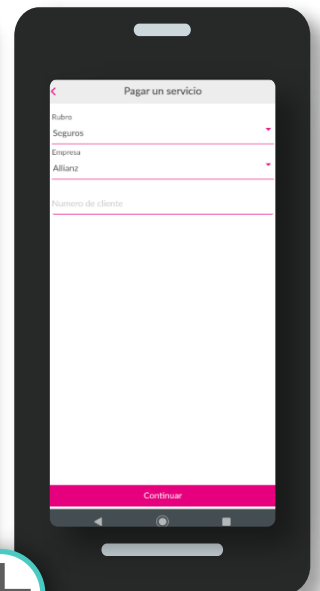 Pagar un servicio
Rubro
Seguros
Empresa
Allianz
Numero de cliente
Continuar